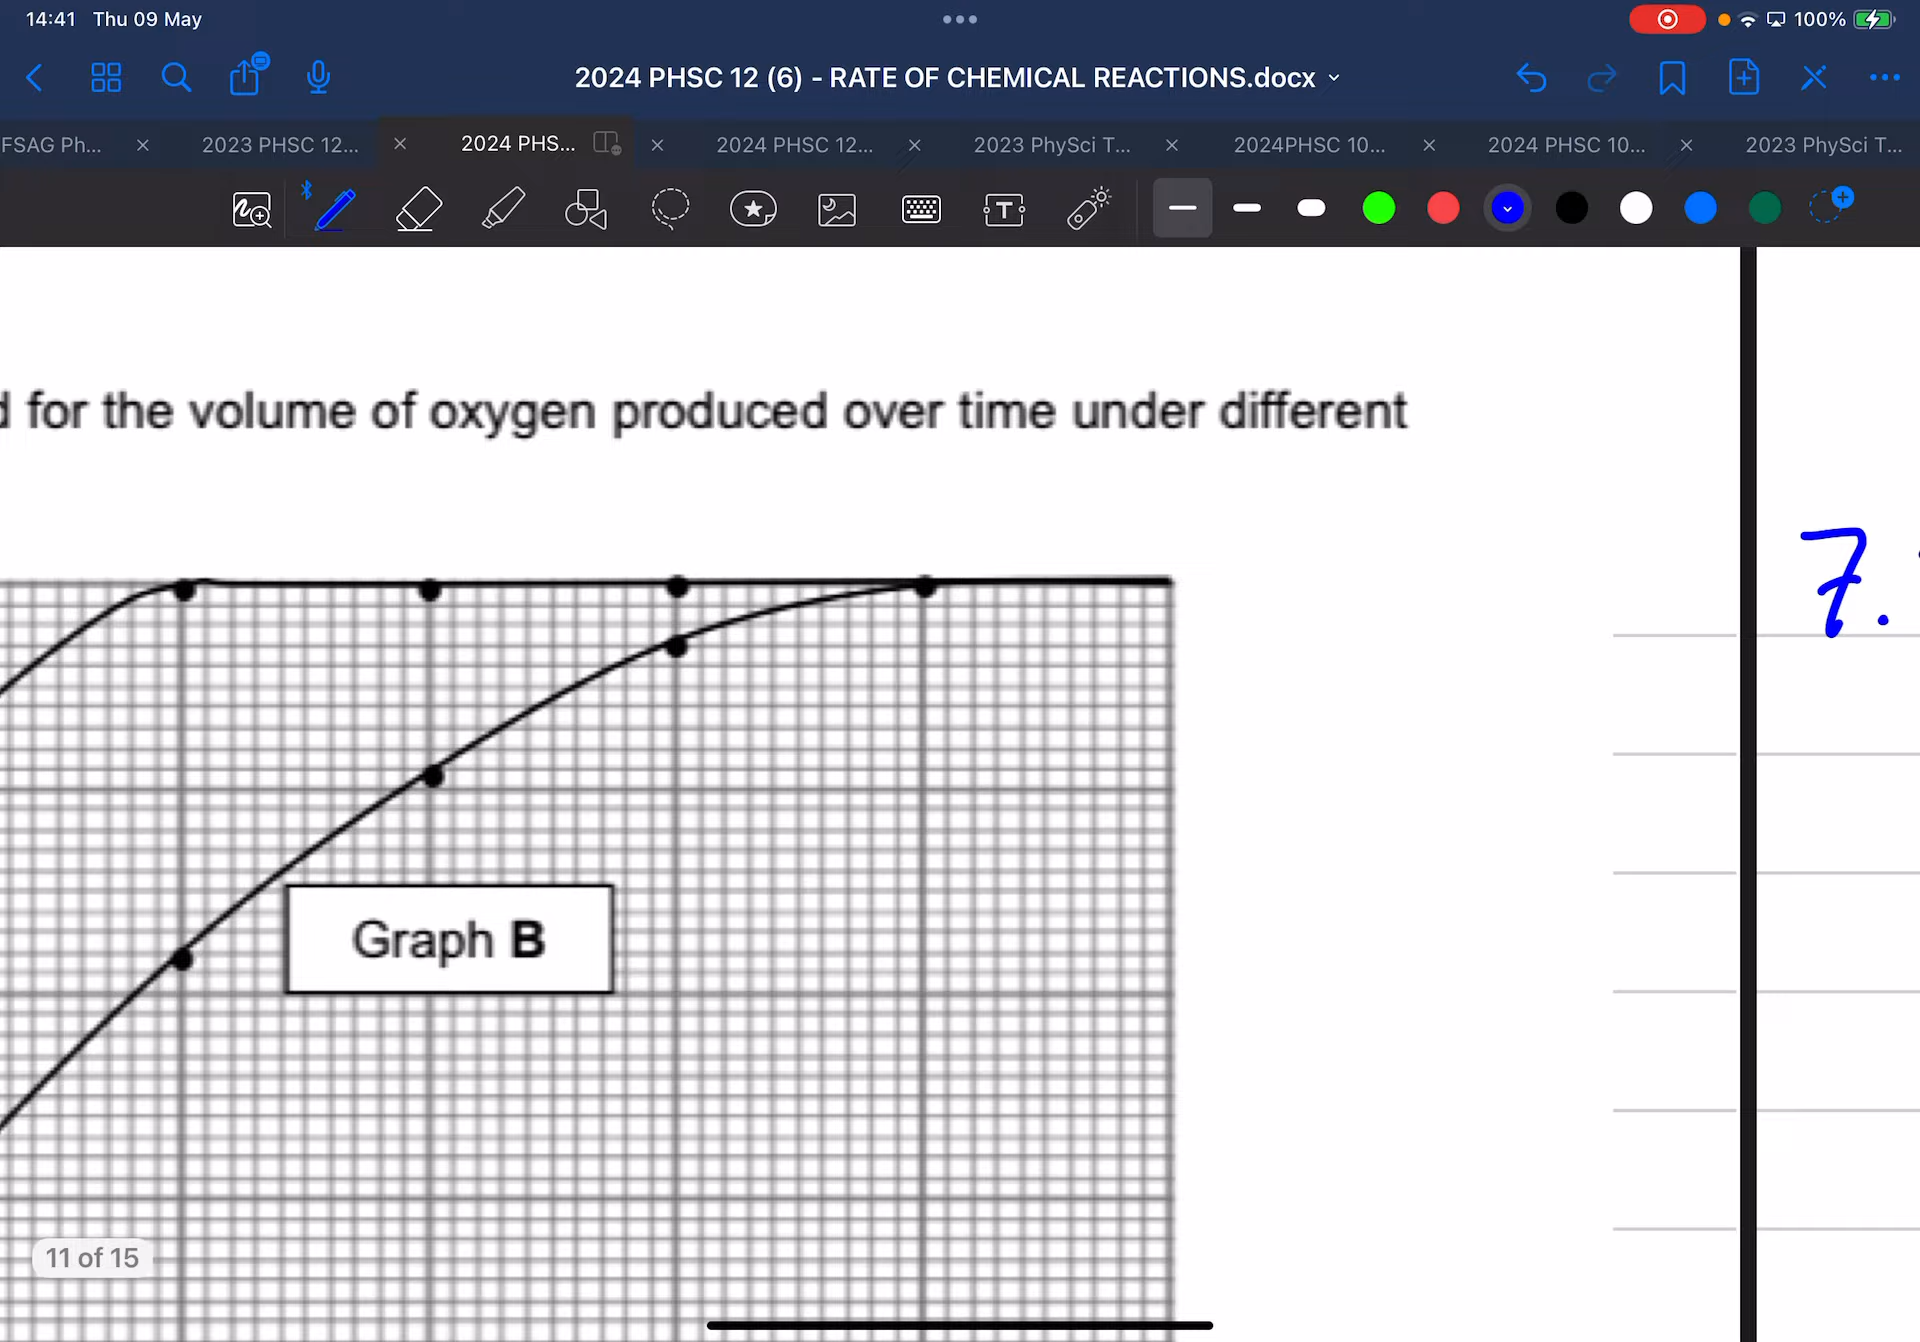 14:41 Thu 09 May
100%
2024 PHSC 12 (6) - RATE OF CHEMICAL REACTIONS.docx
FSAG Ph...
2023 PHSC 12...
2024 PHS...
2024 PHSC 12...
2023 PhySci T...
2024PHSC 10...
2024 PHSC 10...
2023 PhySci T...
T
for the volume of oxygen produced over time under different
7.
Graph B
11 of 15